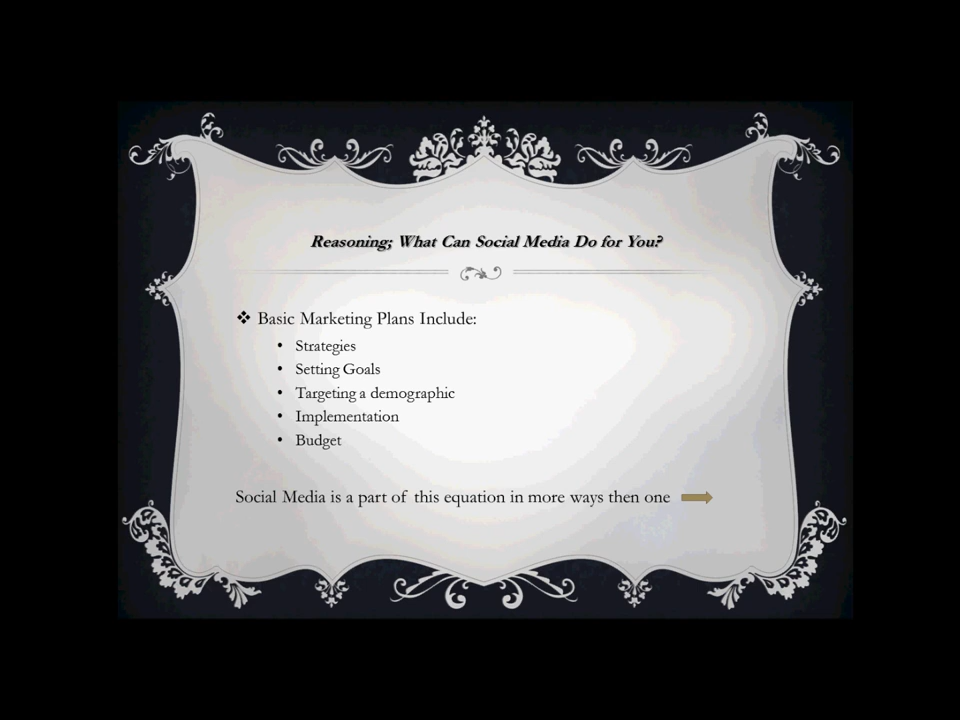 Reasoning; What Can Social Media Do for You?
❖ Basic Marketing Plans Include:
• Strategies
• Setting Goals
• Targeting a demographic
• Implementation
• Budget
Social Media is a part of this equation in more ways then one